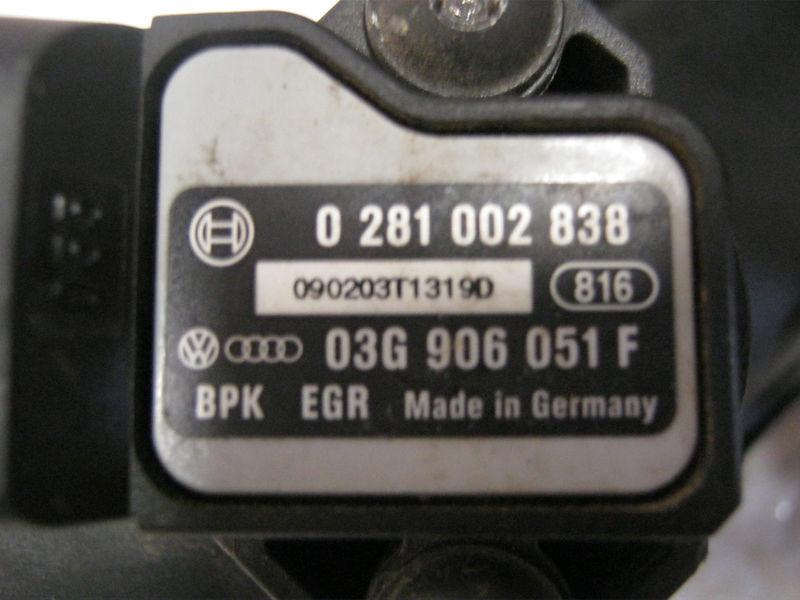 0 281 002 838
090203T1319D 816
03G 906 051 F
BPK EGR Made in Germany